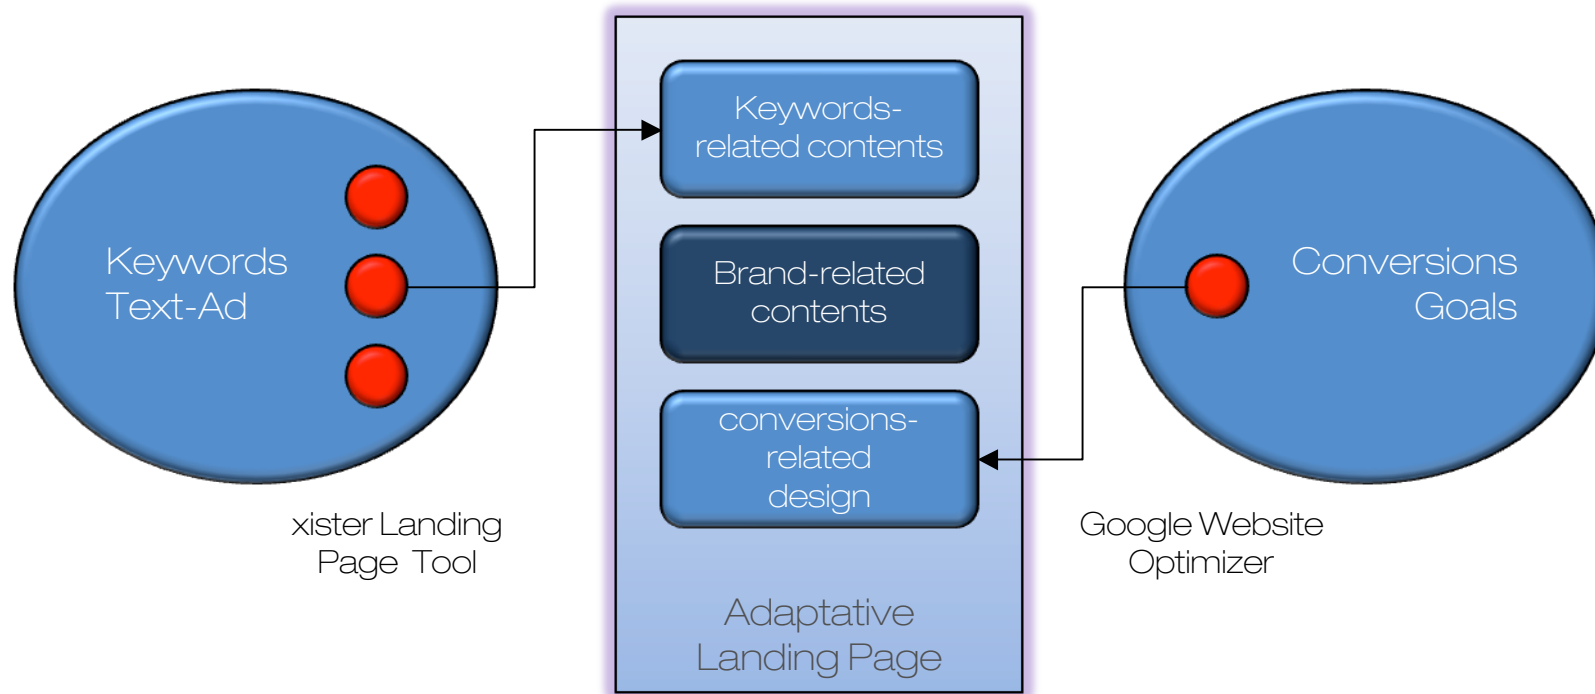 Keywords
Text-Ad
xister Landing
Page Tool
Keywords-
related contents
Brand-related
contents
conversions-
related
design
Adaptative
Landing Page
Conversions
Goals
Google Website
Optimizer